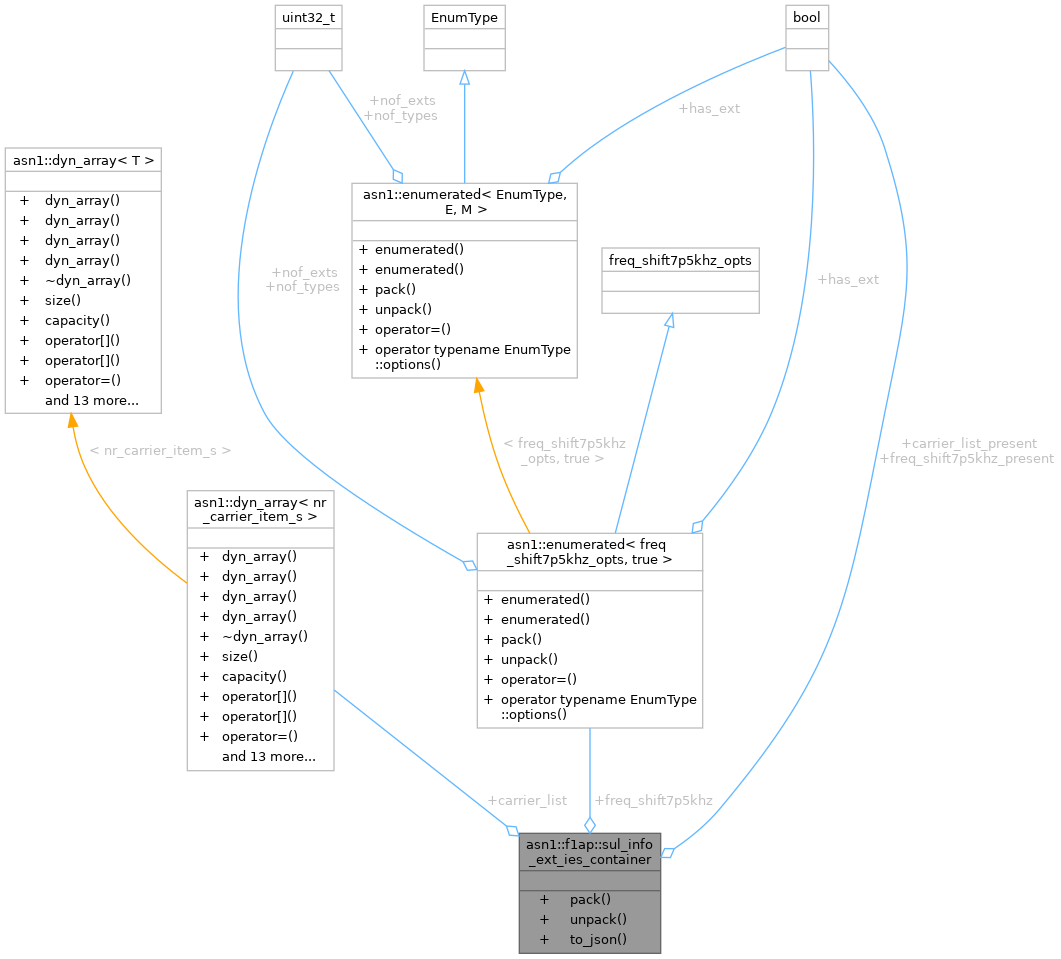 uint32_t
EnumType
bool
+nof_exts
+nof_types
+has_ext
asn1::dyn_array< T >
+ dyn_array()
+ dyn_array()
+ dyn_array()
+ dyn_array()
+ ~dyn_array()
+ size()
+ capacity()
+ operator[]()
+ operator[]()
+ operator=()
and 13 more...
asn1::enumerated< EnumType,
E, M >
+ enumerated()
+ enumerated()
+ pack()
+ unpack()
+ operator=()
+ operator typename EnumType
::options()
freq_shift7p5khz_opts
+nof_exts
+nof_types
+has_ext
< nr_carrier_item_s >
< freq_shift7p5khz
_opts, true >
+carrier_list_present
+freq_shift7p5khz_present
asn1::dyn_array< nr
_carrier_item_s >
+ dyn_array()
+ dyn_array()
+ dyn_array()
+ dyn_array()
+ ~dyn_array()
+ size()
+ capacity()
+ operator[]()
+ operator[]()
+ operator=()
and 13 more...
asn1::enumerated< freq
_shift7p5khz_opts, true >
+ enumerated()
+ enumerated()
+ pack()
+ unpack()
+ operator=()
+ operator typename EnumType
::options()
+carrier_list
+freq_shift7p5khz
asn1::f1ap::sul_info
_ext_ies_container
+ pack()
+ unpack()
+ to_json()